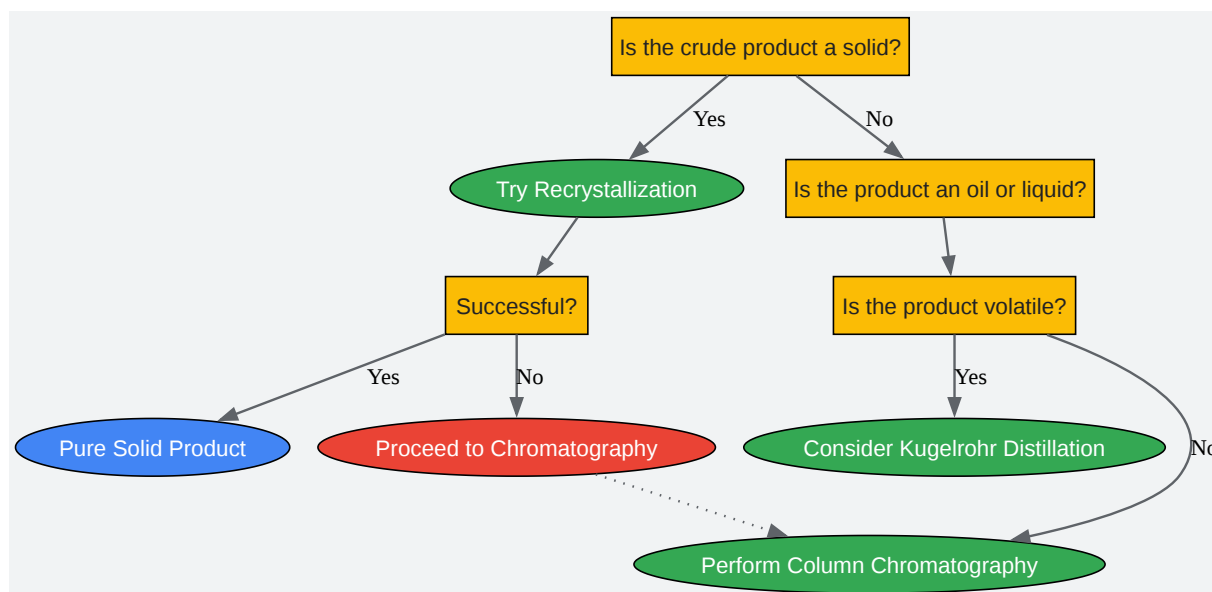 Is the crude product a solid?
Yes
No
Try Recrystallization
Is the product an oil or liquid?
Successful?
Is the product volatile?
Yes
No
Yes
No
Pure Solid Product
Proceed to Chromatography
Consider Kugelrohr Distillation
Perform Column Chromatography